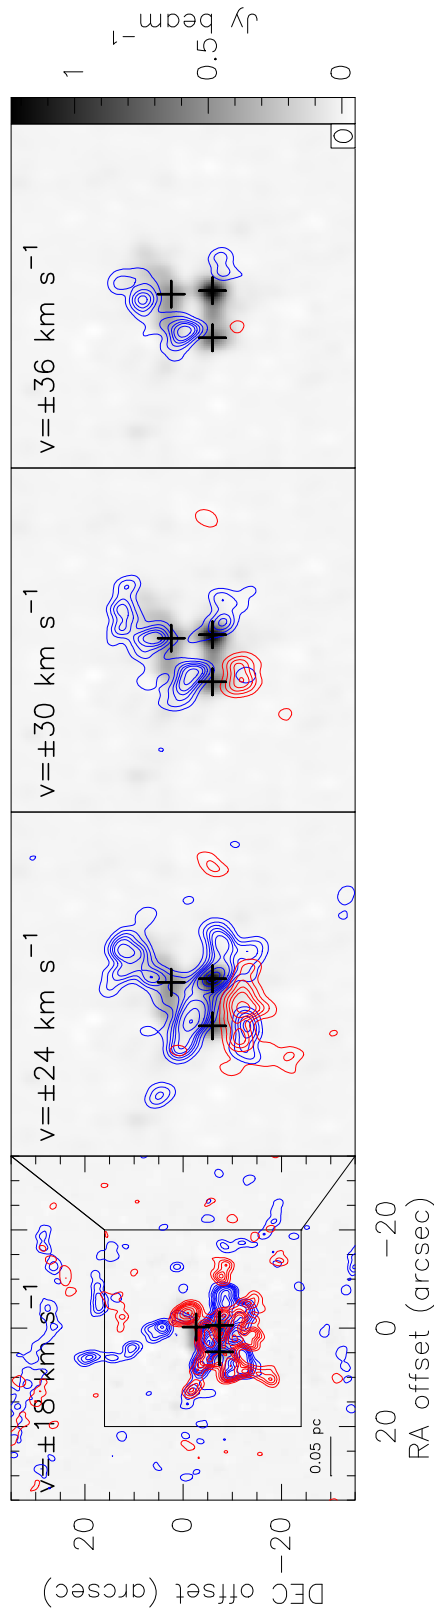 v=±18 km s⁻¹
v=±24 km s⁻¹
v=±30 km s⁻¹
v=±36 km s⁻¹
20
0
−20
DEC offset (arcsec)
0.05 pc
20 0 −20
RA offset (arcsec)
1
0.5
0
Jy beam⁻¹